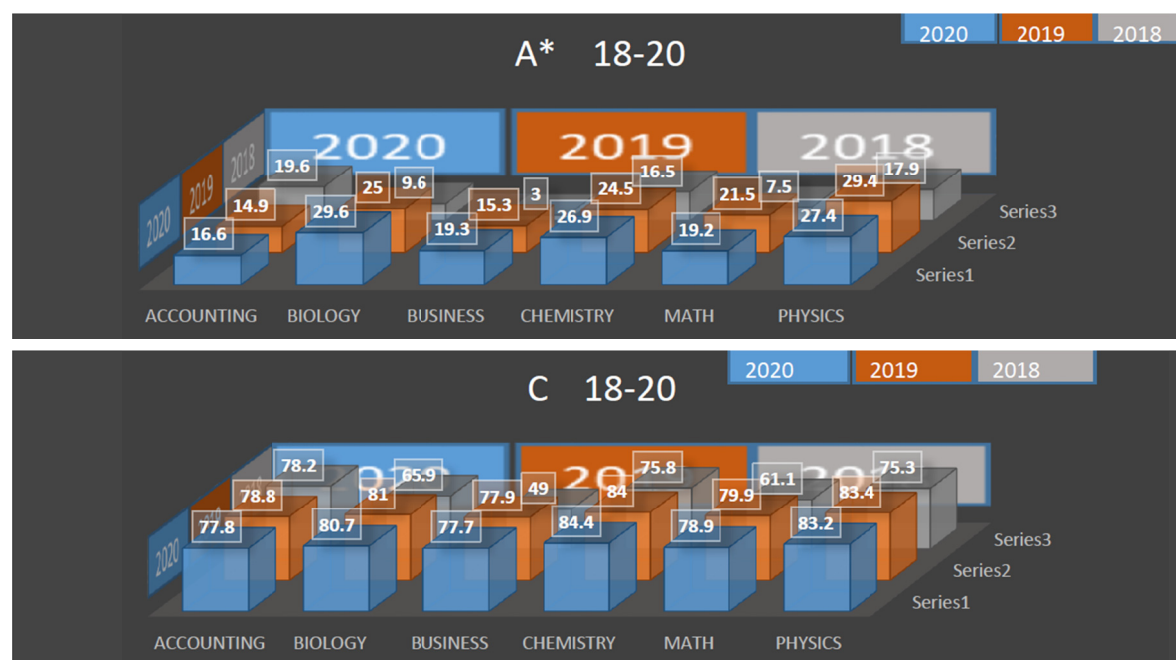 2020 2019 2018
A* 18-20
2020 2019 2018
2020 2019 2018
19.6 9.6 3 16.5 7.5 17.9
14.9 25 15.3 24.5 21.5 29.4
16.6 29.6 19.3 26.9 19.2 27.4
Series3
Series2
Series1
ACCOUNTING BIOLOGY BUSINESS CHEMISTRY MATH PHYSICS
2020 2019 2018
C 18-20
2020
78.2 65.9 49 75.8 61.1 75.3
78.8 81 77.9 84 79.9 83.4
77.8 80.7 77.7 84.4 78.9 83.2
Series3
Series2
Series1
ACCOUNTING BIOLOGY BUSINESS CHEMISTRY MATH PHYSICS